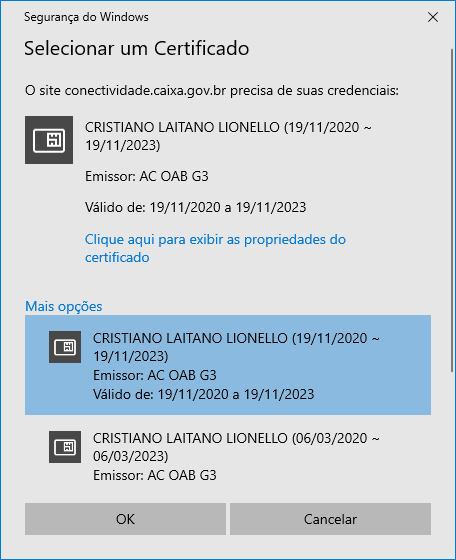 Segurança do Windows
Selecionar um Certificado
O site conectividade.caixa.gov.br precisa de suas credenciais:
CRISTIANO LAITANO LIONELLO (19/11/2020 ~
19/11/2023)
Emissor: AC OAB G3
Válido de: 19/11/2020 a 19/11/2023
Clique aqui para exibir as propriedades do
certificado
Mais opções
CRISTIANO LAITANO LIONELLO (19/11/2020 ~
19/11/2023)
Emissor: AC OAB G3
Válido de: 19/11/2020 a 19/11/2023
CRISTIANO LAITANO LIONELLO (06/03/2020 ~
06/03/2023)
Emissor: AC OAB G3
OK
Cancelar